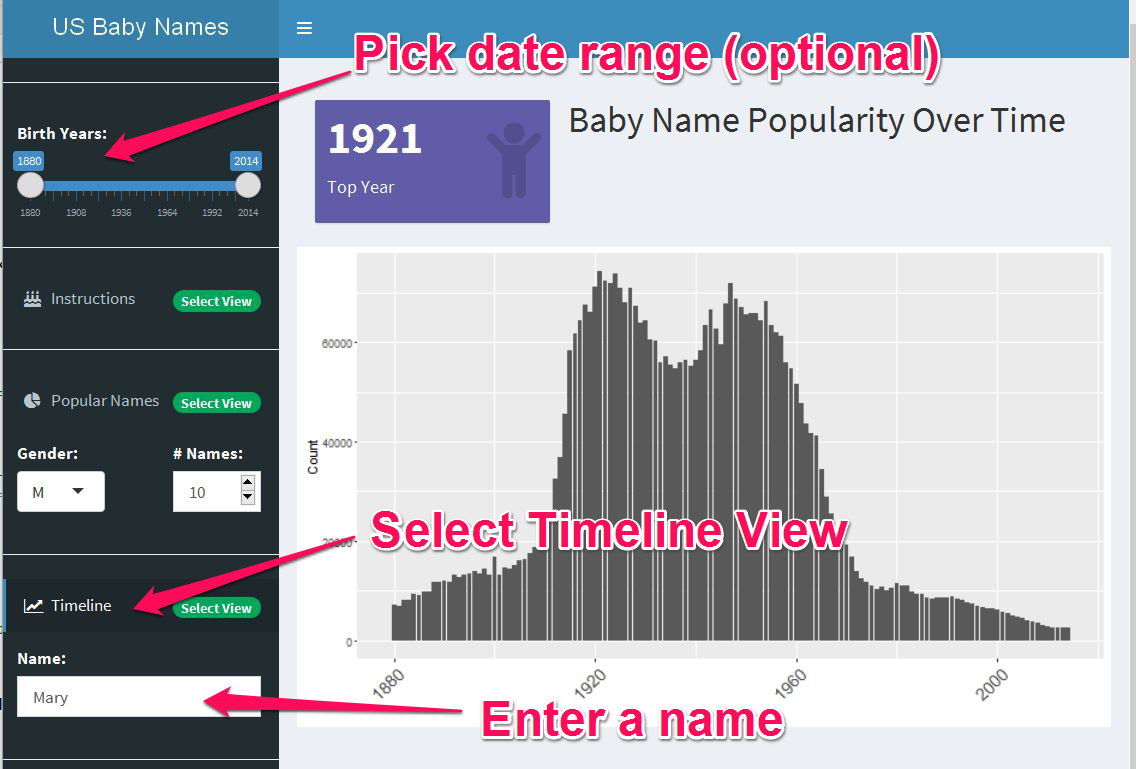 US Baby Names
Pick date range (optional)
Birth Years:
1880 2014
1880 1908 1936 1964 1992 2014
1921
Top Year
Baby Name Popularity Over Time
Instructions Select View
Popular Names Select View
Gender: # Names:
M 10
Select Timeline View
Timeline Select View
Name:
Mary
Enter a name
Count
60000
40000
20000
0
1880 1920 1960 2000